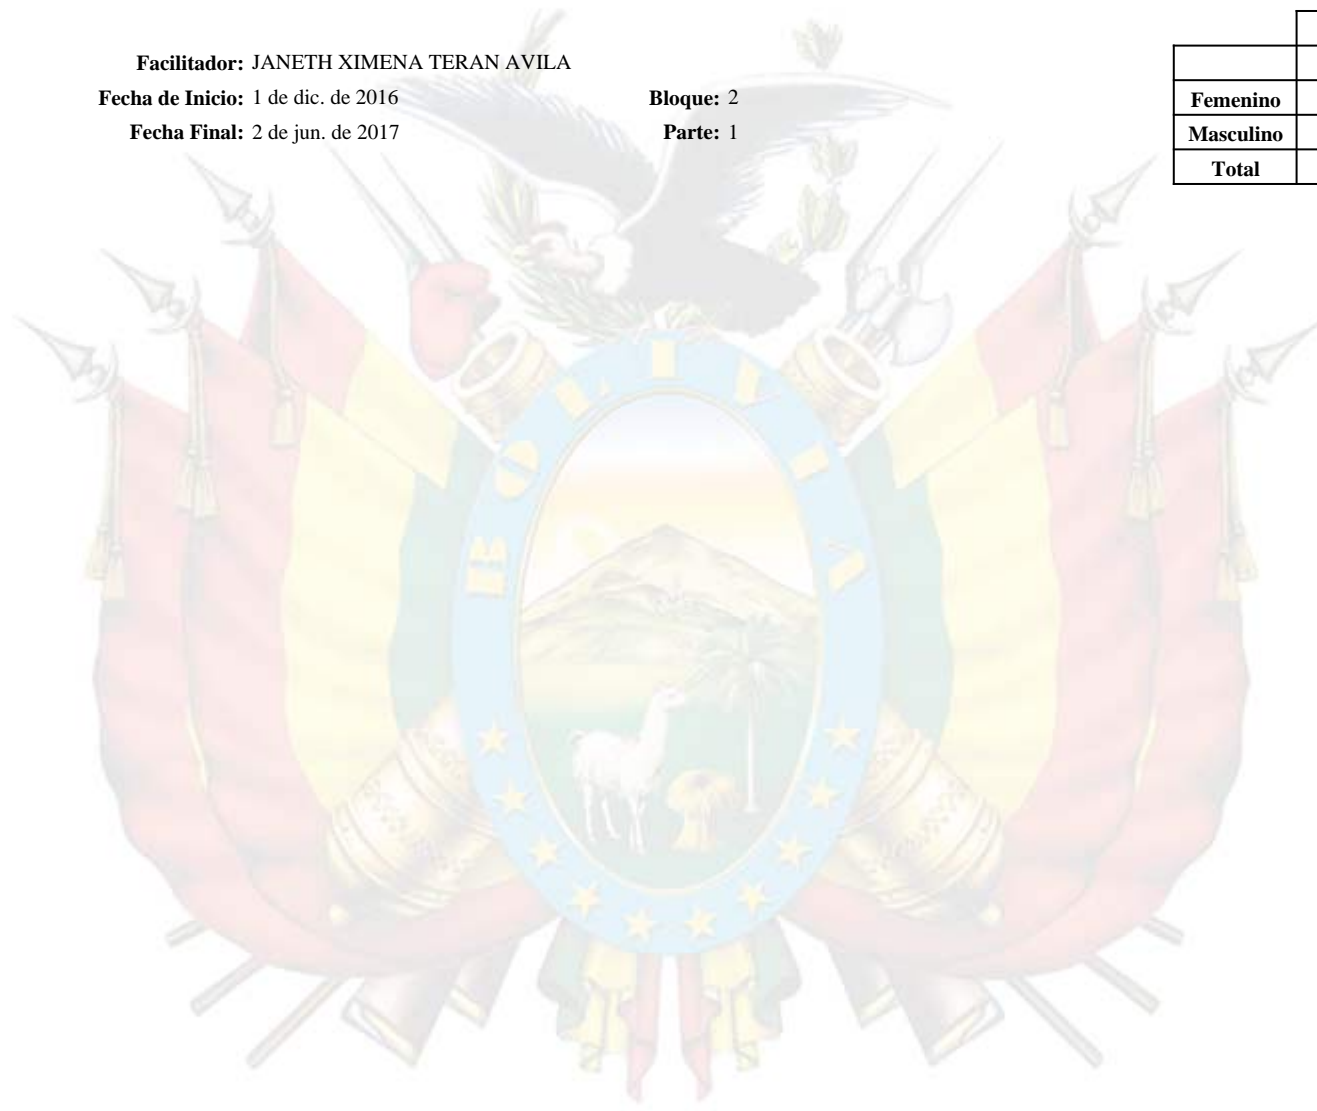 Facilitador: JANETH XIMENA TERAN AVILA
Fecha de Inicio: 1 de dic. de 2016 Bloque: 2
Fecha Final: 2 de jun. de 2017 Parte: 1
Femenino
Masculino
Total
BOLIVIA